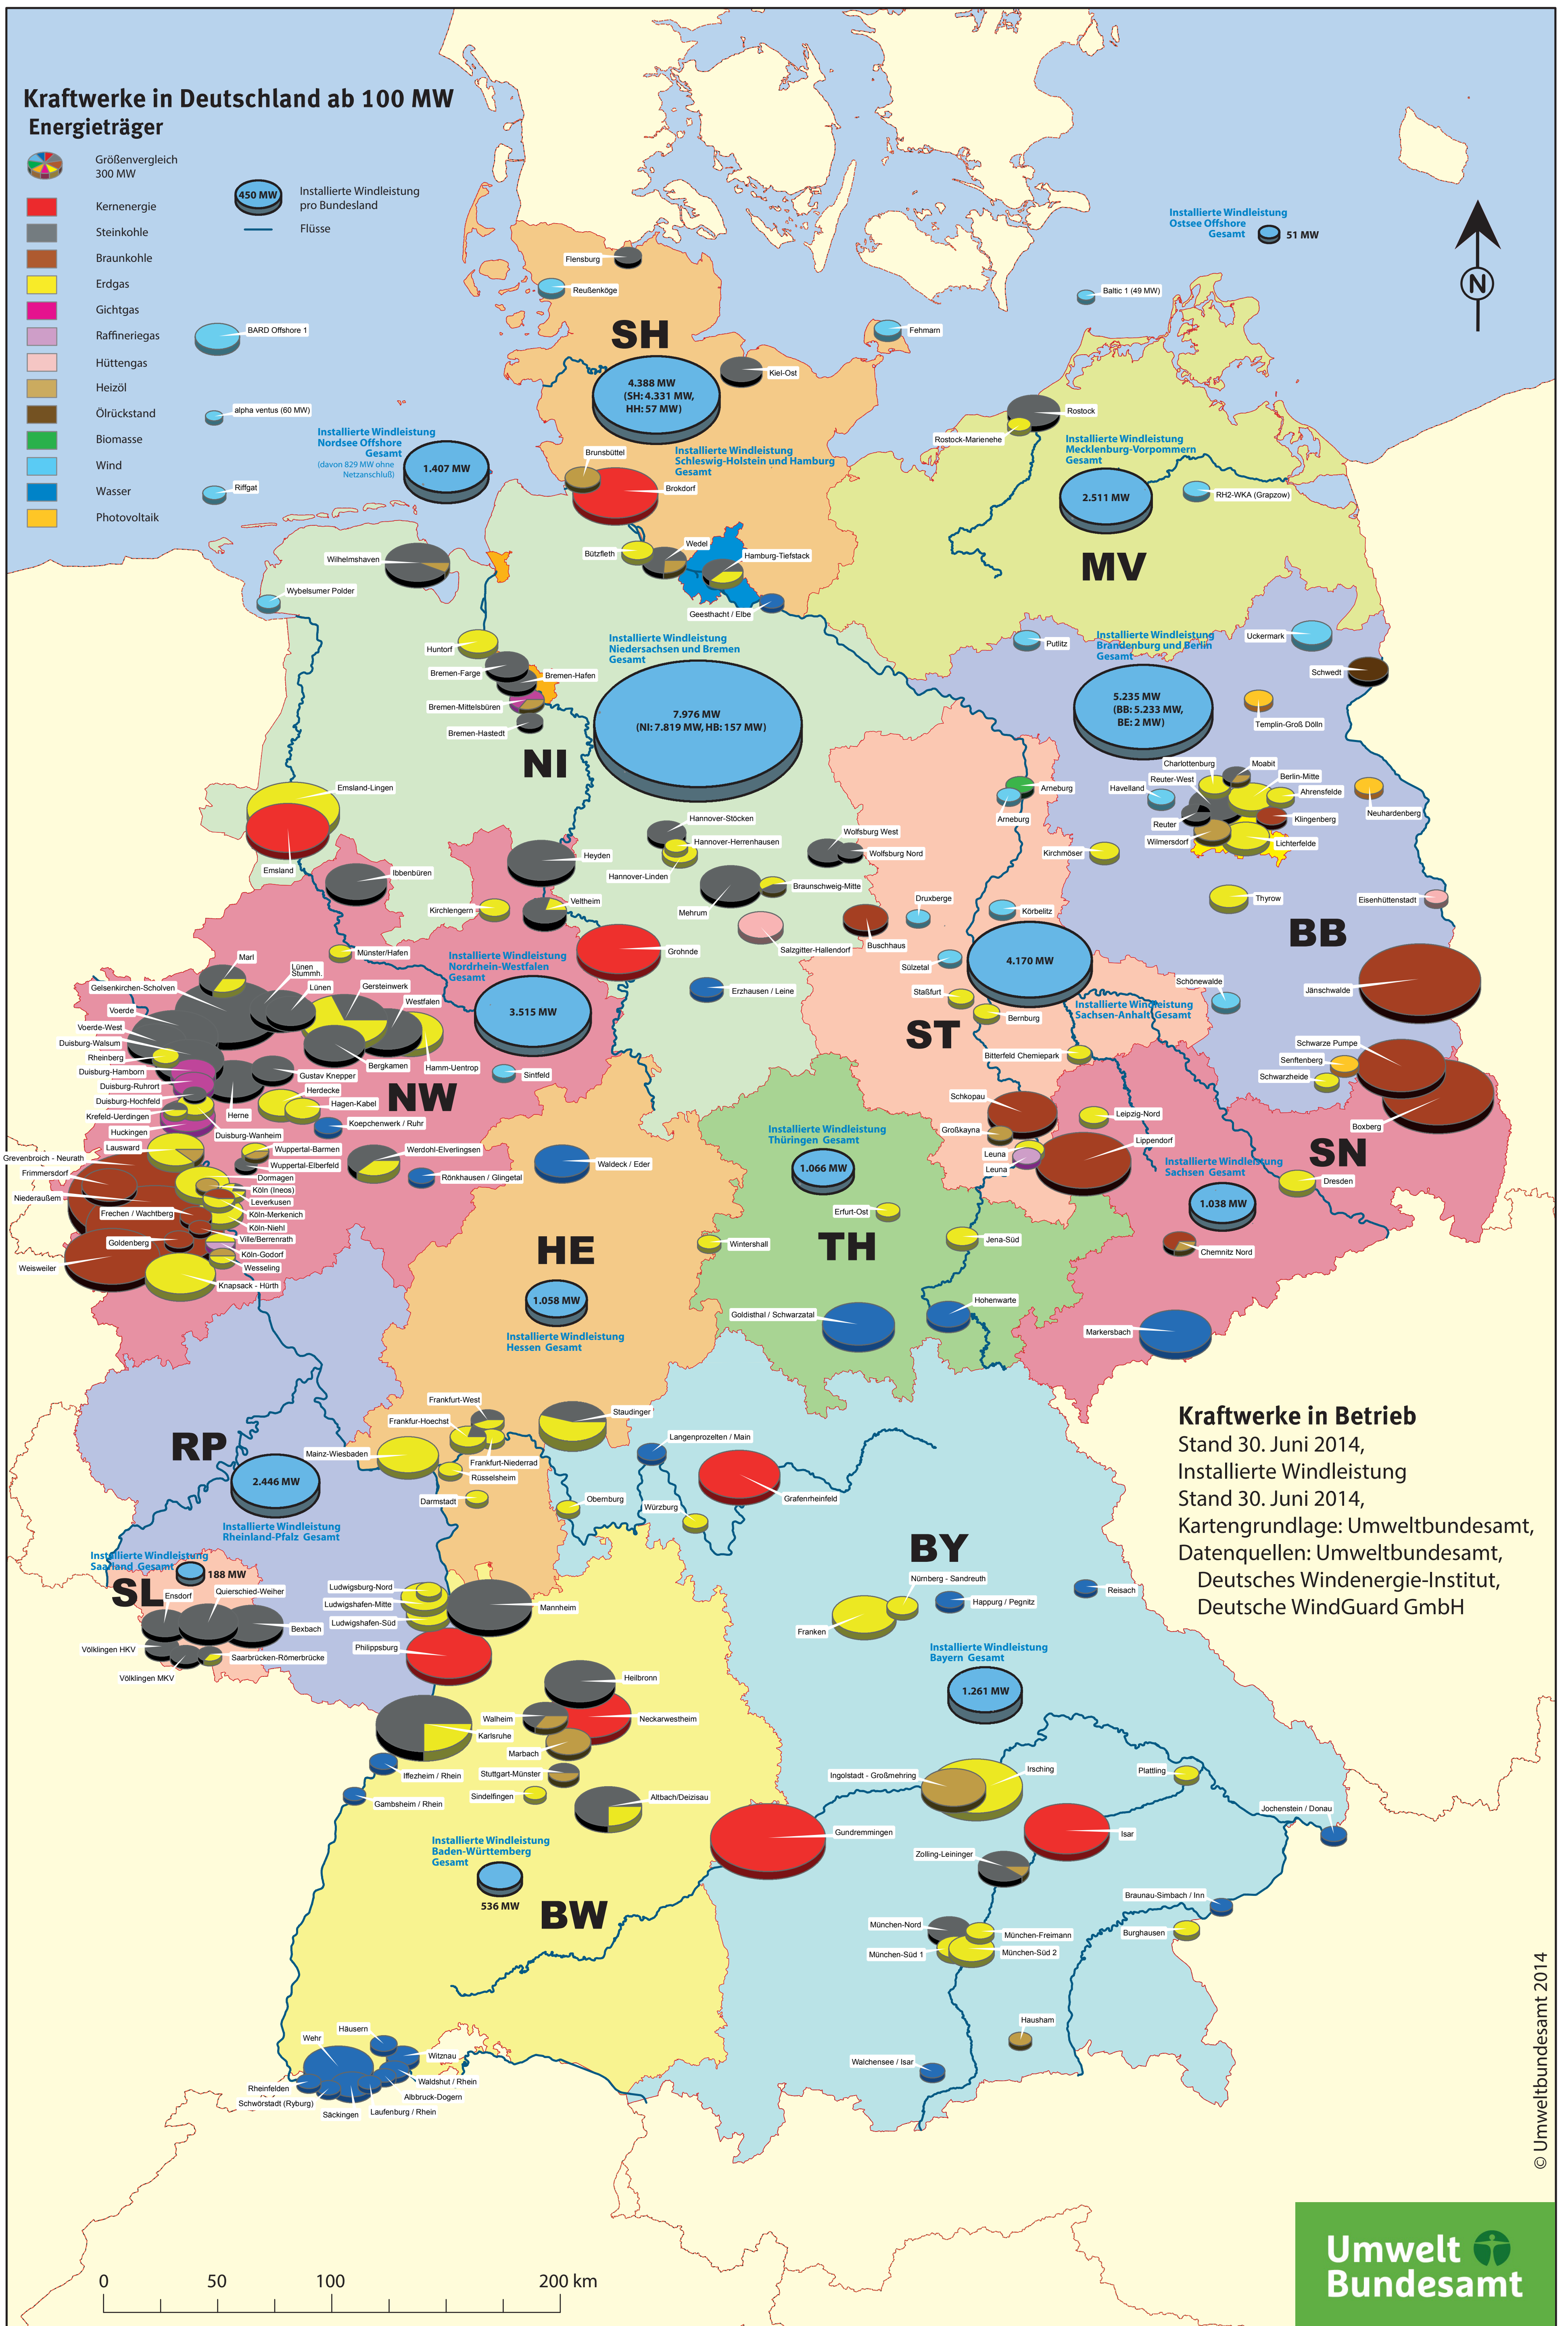 Kraftwerke in Deutschland ab 100 MW
Energieträger
Größenvergleich
300 MW
Kernenergie
Steinkohle
Braunkohle
Erdgas
Gichtgas
Raffineriegas
Hüttengas
Heizöl
Ölrückstand
Biomasse
Wind
Wasser
Photovoltaik
450 MW
Installierte Windleistung
pro Bundesland
Flüsse
Installierte Windleistung
Ostsee Offshore
Gesamt
51 MW
N
Flensburg
Reußenköge
Baltic 1 (49 MW)
BARD Offshore 1
SH
Fehmarn
Kiel-Ost
4.388 MW
(SH: 4.331 MW,
HH: 57 MW)
alpha ventus (60 MW)
Installierte Windleistung
Nordsee Offshore
Gesamt
(davon 829 MW ohne
Netzanschluß)
1.407 MW
Rostock
Rostock-Marienehe
Installierte Windleistung
Mecklenburg-Vorpommern
Gesamt
2.511 MW
Brunsbüttel
Installierte Windleistung
Schleswig-Holstein und Hamburg
Gesamt
Brokdorf
Riffgat
RH2-WKA (Grapzow)
Wilhelmshaven
Bützfleth
Wedel
Hamburg-Tiefstack
MV
Wybelsumer Polder
Geesthacht / Elbe
Huntorf
Installierte Windleistung
Niedersachsen und Bremen
Gesamt
Putlitz
Installierte Windleistung
Brandenburg und Berlin
Gesamt
Uckermark
Bremen-Farge
Bremen-Hafen
Schwedt
Bremen-Mittelsbüren
7.976 MW
(NI: 7.819 MW, HB: 157 MW)
5.235 MW
(BB: 5.233 MW,
BE: 2 MW)
Bremen-Hastedt
Templin-Groß Dölln
NI
Charlottenburg
Moabit
Reuter-West
Berlin-Mitte
Emsland-Lingen
Arneburg
Havelland
Ahrensfelde
Arneburg
Reuter
Klingenberg
Neuhardenberg
Hannover-Stöcken
Wolfsburg West
Hannover-Herrenhausen
Wilmersdorf
Lichterfelde
Heyden
Wolfsburg Nord
Kirchmöser
Emsland
Ibbenbüren
Hannover-Linden
Braunschweig-Mitte
Kirchlengern
Veltheim
Mehrum
Druxberge
Körbelitz
Thyrow
Eisenhüttenstadt
BB
Salzgitter-Hallendorf
Buschhaus
Münster/Hafen
Grohnde
Installierte Windleistung
Nordrhein-Westfalen
Gesamt
Sülzetal
4.170 MW
Marl
Lünen
Stummh.
Gelsenkirchen-Scholven
Lünen
Gersteinwerk
Erzhausen / Leine
Staßfurt
Schönewalde
Jänschwalde
Voerde
Westfalen
3.515 MW
Bernburg
Installierte Windleistung
Sachsen-Anhalt Gesamt
Voerde-West
ST
Duisburg-Walsum
Rheinberg
Bergkamen
Hamm-Uentrop
Bitterfeld Chemiepark
Schwarze Pumpe
Duisburg-Hamborn
Gustav Knepper
Sintfeld
Senftenberg
Duisburg-Ruhrort
NW
Schwarzheide
Duisburg-Hochfeld
Herdecke
Schkopau
Krefeld-Uerdingen
Herne
Hagen-Kabel
Leipzig-Nord
Huckingen
Duisburg-Wanheim
Koepchenwerk / Ruhr
Installierte Windleistung
Thüringen Gesamt
Großkayna
Boxberg
Lausward
Wuppertal-Barmen
Werdohl-Elverlingsen
Leuna
Lippendorf
SN
Grevenbroich - Neurath
Wuppertal-Elberfeld
Waldeck / Eder
1.066 MW
Leuna
Installierte Windleistung
Sachsen Gesamt
Frimmersdorf
Dormagen
Rönkhausen / Glingetal
Dresden
Niederaußem
Köln (Ineos)
1.038 MW
Leverkusen
Frechen / Wachtberg
Köln-Merkenich
Erfurt-Ost
Köln-Niehl
Goldenberg
Ville/Berrenrath
HE
Wintershall
TH
Jena-Süd
Chemnitz Nord
Köln-Godorf
Weisweiler
Wesseling
Knapsack - Hürth
1.058 MW
Hohenwarte
Goldisthal / Schwarzatal
Markersbach
Installierte Windleistung
Hessen Gesamt
Frankfurt-West
Staudinger
Kraftwerke in Betrieb
Stand 30. Juni 2014,
Installierte Windleistung
Stand 30. Juni 2014,
Kartengrundlage: Umweltbundesamt,
Datenquellen: Umweltbundesamt,
Deutsches Windenergie-Institut,
Deutsche WindGuard GmbH
Frankfur-Hoechst
RP
Langenprozelten / Main
Mainz-Wiesbaden
Frankfurt-Niederrad
2.446 MW
Rüsselsheim
Darmstadt
Obernburg
Grafenrheinfeld
Würzburg
Installierte Windleistung
Rheinland-Pfalz Gesamt
BY
Installierte Windleistung
Saarland Gesamt
188 MW
SL
Ensdorf
Quierschied-Weiher
Ludwigsburg-Nord
Nürnberg - Sandreuth
Reisach
Ludwigshafen-Mitte
Mannheim
Happurg / Pegnitz
Bexbach
Ludwigshafen-Süd
Franken
Völklingen HKV
Philippsburg
Installierte Windleistung
Bayern Gesamt
Saarbrücken-Römerbrücke
Völklingen MKV
Heilbronn
1.261 MW
Walheim
Neckarwestheim
Karlsruhe
Marbach
Iffezheim / Rhein
Stuttgart-Münster
Ingolstadt - Großmehring
Irsching
Plattling
Sindelfingen
Altbach/Deizisau
Gambsheim / Rhein
Jochenstein / Donau
Gundremmingen
Isar
Installierte Windleistung
Baden-Württemberg
Gesamt
Zolling-Leininger
536 MW
BW
Braunau-Simbach / Inn
München-Nord
München-Freimann
Burghausen
München-Süd 1
München-Süd 2
Hausham
Häusern
Wehr
Witznau
Walchensee / Isar
Waldshut / Rhein
Rheinfelden
Albbruck-Dogern
Schwörstadt (Ryburg)
Laufenburg / Rhein
Säckingen
© Umweltbundesamt 2014
0 50 100 200 km
Umwelt
Bundesamt